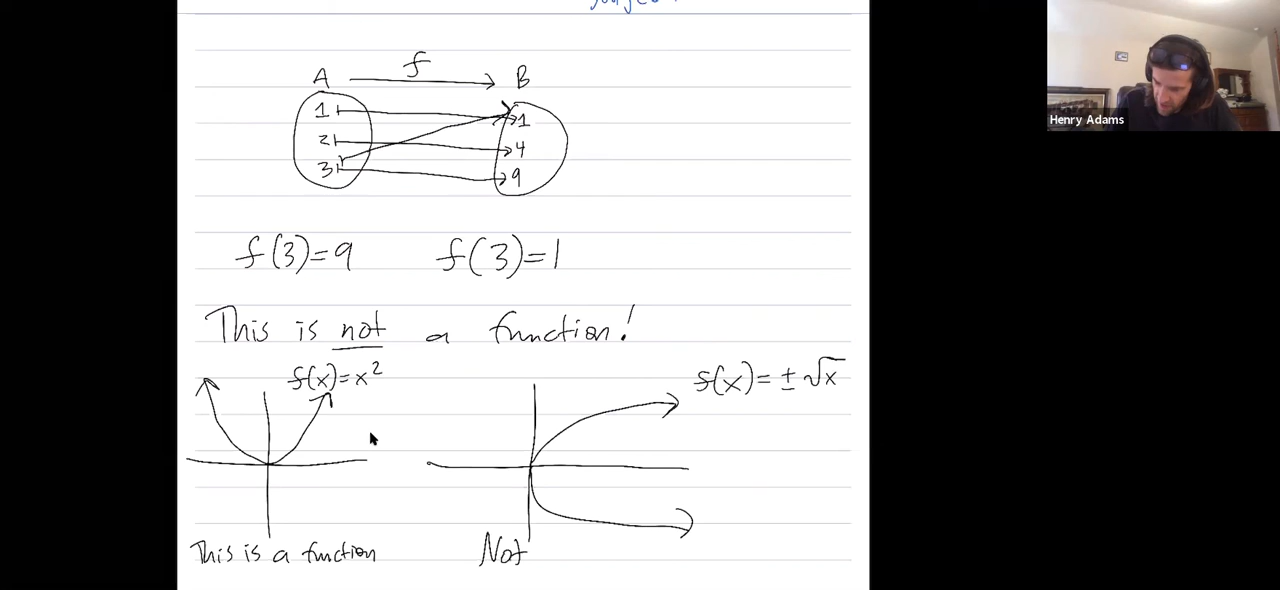 f
A B
1 1
2 4
3 9
f(3)=9 f(3)=1
This is not a function!
f(x)=x² f(x)=±√x
This is a function Not
Henry Adams